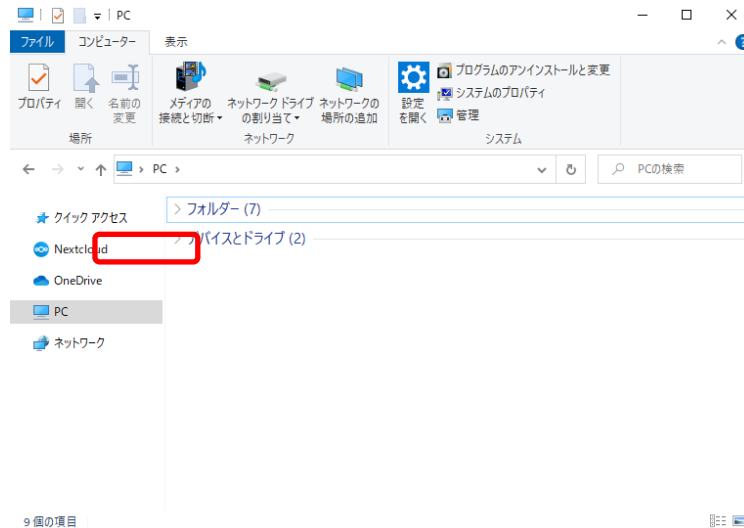 PC
ファイル コンピューター 表示
プロパティ 開く 名前の変更 メディアの接続と切断 ネットワーク ドライブの割り当て ネットワークの場所の追加 設定を開く プログラムのアンインストールと変更
システムのプロパティ
管理
場所 ネットワーク システム
PC PCの検索
クイック アクセス
Nextcloud
OneDrive
PC
ネットワーク
フォルダー (7)
デバイスとドライブ (2)
9 個の項目